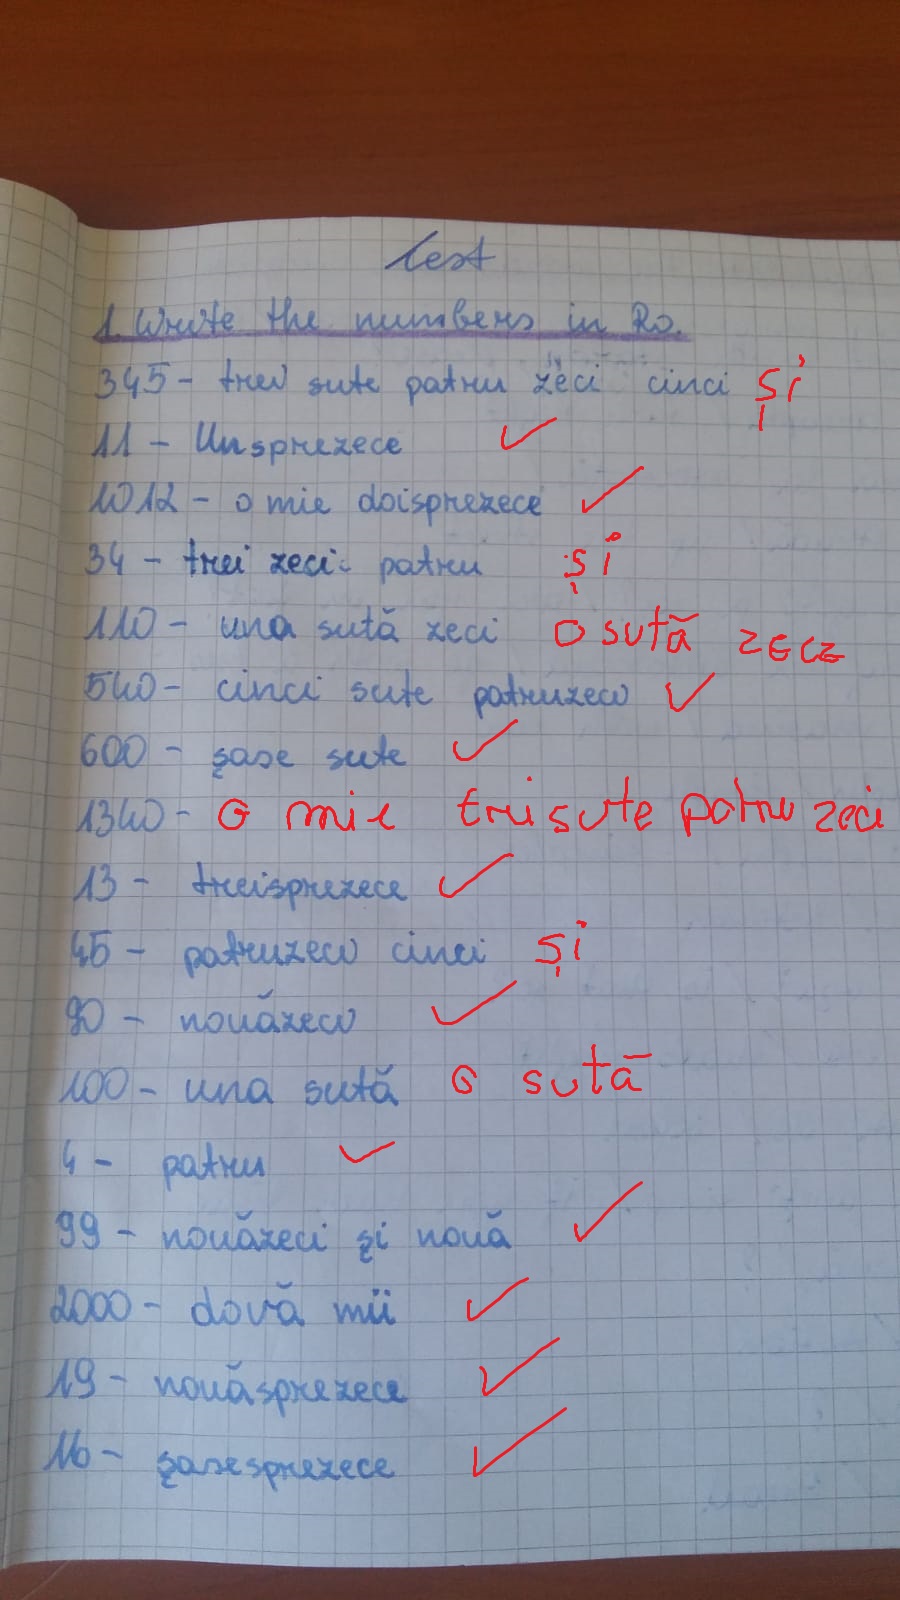 Test
1. Write the numbers in Ro.
345 - trei sute patru zeci cinci și
11 - Unsprezece
1012 - o mie doisprezece
34 - trei zeci patru și
110 - una sută zeci o sută zece
540 - cinci sute patruzeci
600 - șase sute
1340 - o mie trei sute patru zeci
13 - treisprezece
45 - patruzeci cinci și
90 - nouăzeci
100 - una sută o sută
4 - patru
99 - nouăzeci și nouă
2000 - două mii
19 - nouăsprezece
16 - șasesprezece